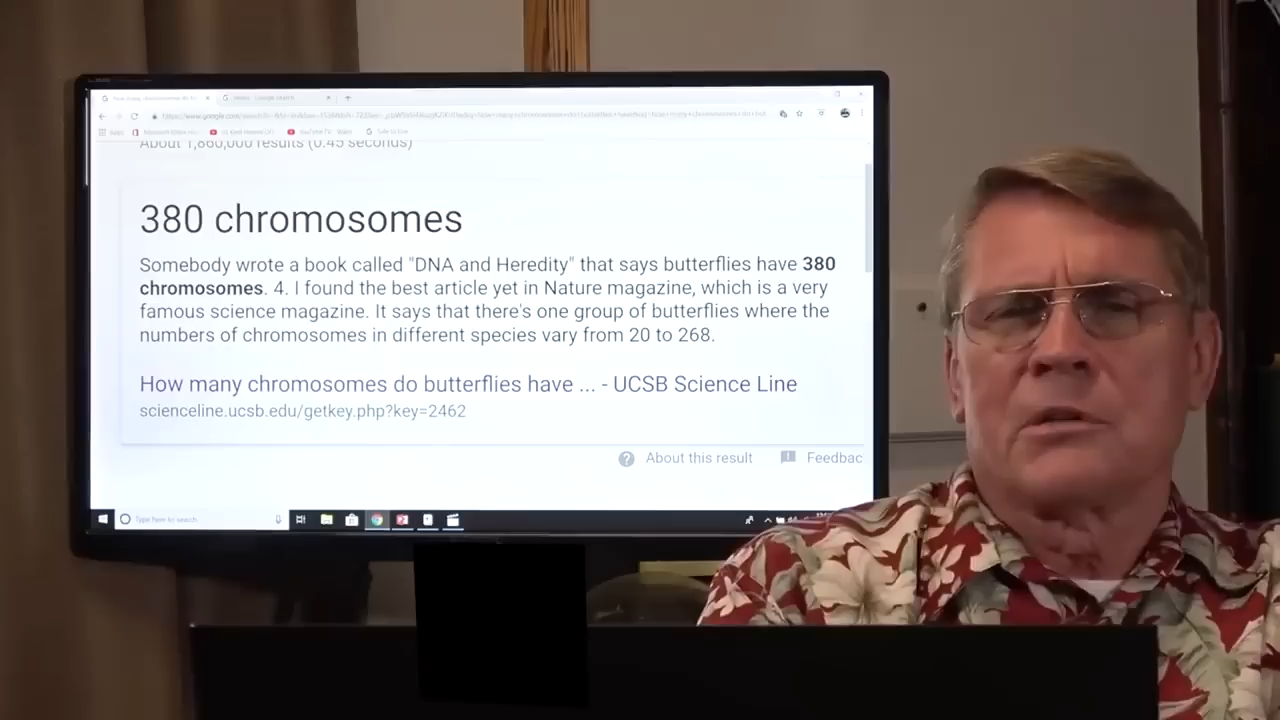 About 1,860,000 results (0.45 seconds)
380 chromosomes
Somebody wrote a book called "DNA and Heredity" that says butterflies have 380
chromosomes. 4. I found the best article yet in Nature magazine, which is a very
famous science magazine. It says that there's one group of butterflies where the
numbers of chromosomes in different species vary from 20 to 268.
How many chromosomes do butterflies have ... - UCSB Science Line
scienceline.ucsb.edu/getkey.php?key=2462
About this result Feedbac
Type here to search